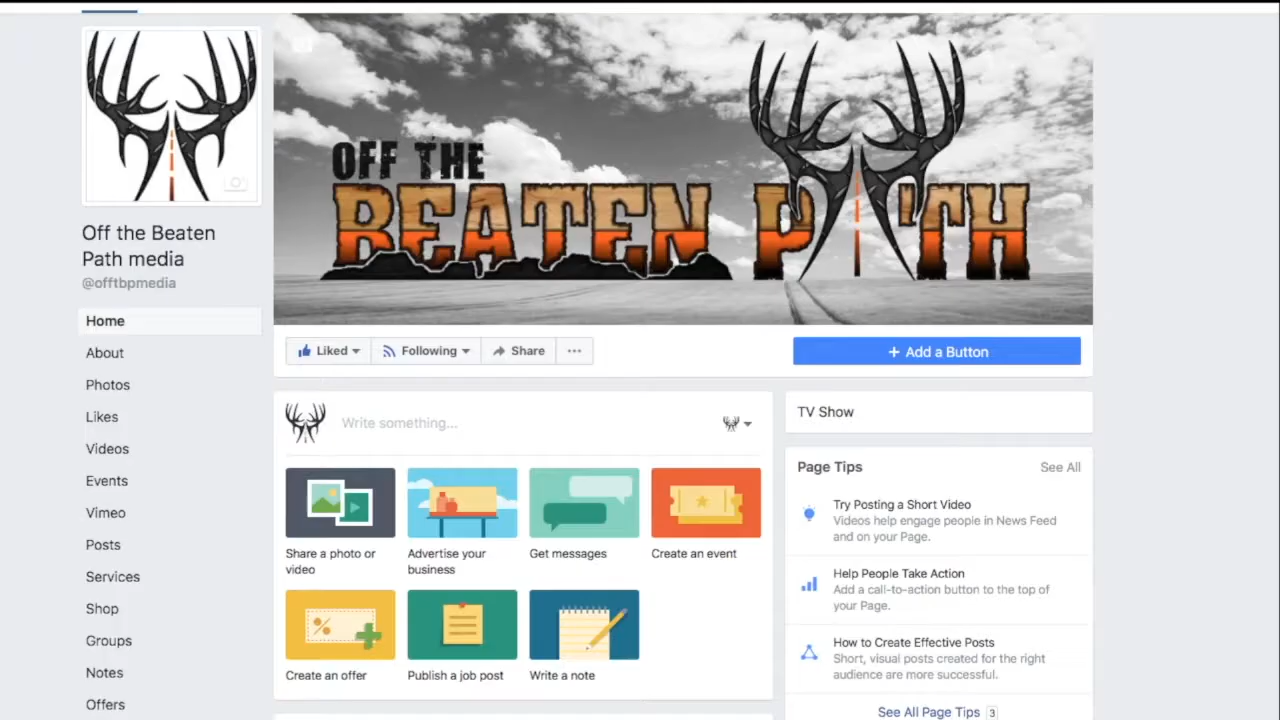 OFF THE
BEATEN PATH
Off the Beaten
Path media
@offtbpmedia
Home
About
Photos
Likes
Videos
Events
Vimeo
Posts
Services
Shop
Groups
Notes
Offers
Liked
Following
Share
+ Add a Button
Write something...
Share a photo or
video
Advertise your
business
Get messages
Create an event
Create an offer
Publish a job post
Write a note
TV Show
Page Tips
See All
Try Posting a Short Video
Videos help engage people in News Feed
and on your Page.
Help People Take Action
Add a call-to-action button to the top of
your Page.
How to Create Effective Posts
Short, visual posts created for the right
audience are more successful.
See All Page Tips 3